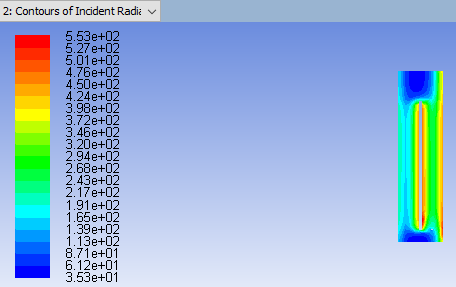 2: Contours of Incident Radia
5.53e+02
5.27e+02
5.01e+02
4.76e+02
4.50e+02
4.24e+02
3.98e+02
3.72e+02
3.46e+02
3.20e+02
2.94e+02
2.68e+02
2.43e+02
2.17e+02
1.91e+02
1.65e+02
1.39e+02
1.13e+02
8.71e+01
6.12e+01
3.53e+01